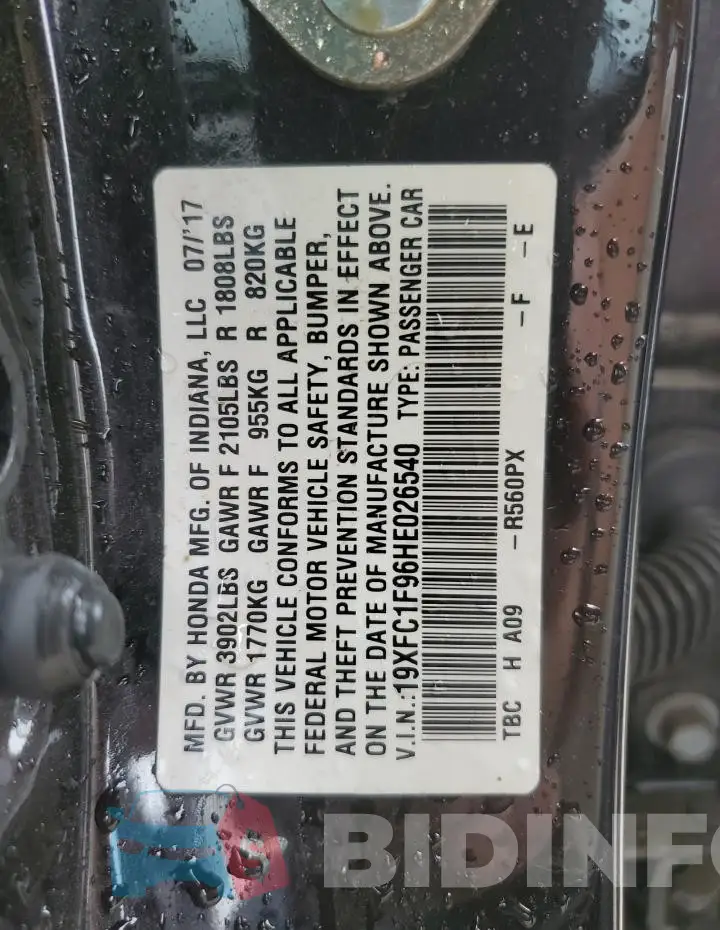 MFD. BY HONDA MFG. OF INDIANA, LLC 07/'17
GVWR 3902LBS GAWR F 2105LBS R 1808LBS
GVWR 1770KG GAWR F 955KG R 820KG
THIS VEHICLE CONFORMS TO ALL APPLICABLE
FEDERAL MOTOR VEHICLE SAFETY, BUMPER,
AND THEFT PREVENTION STANDARDS IN EFFECT
ON THE DATE OF MANUFACTURE SHOWN ABOVE.
V.I.N.:19XFC1F96HE026540 TYPE: PASSENGER CAR
TBC H A09 -R560PX -F -E
BIDINFO